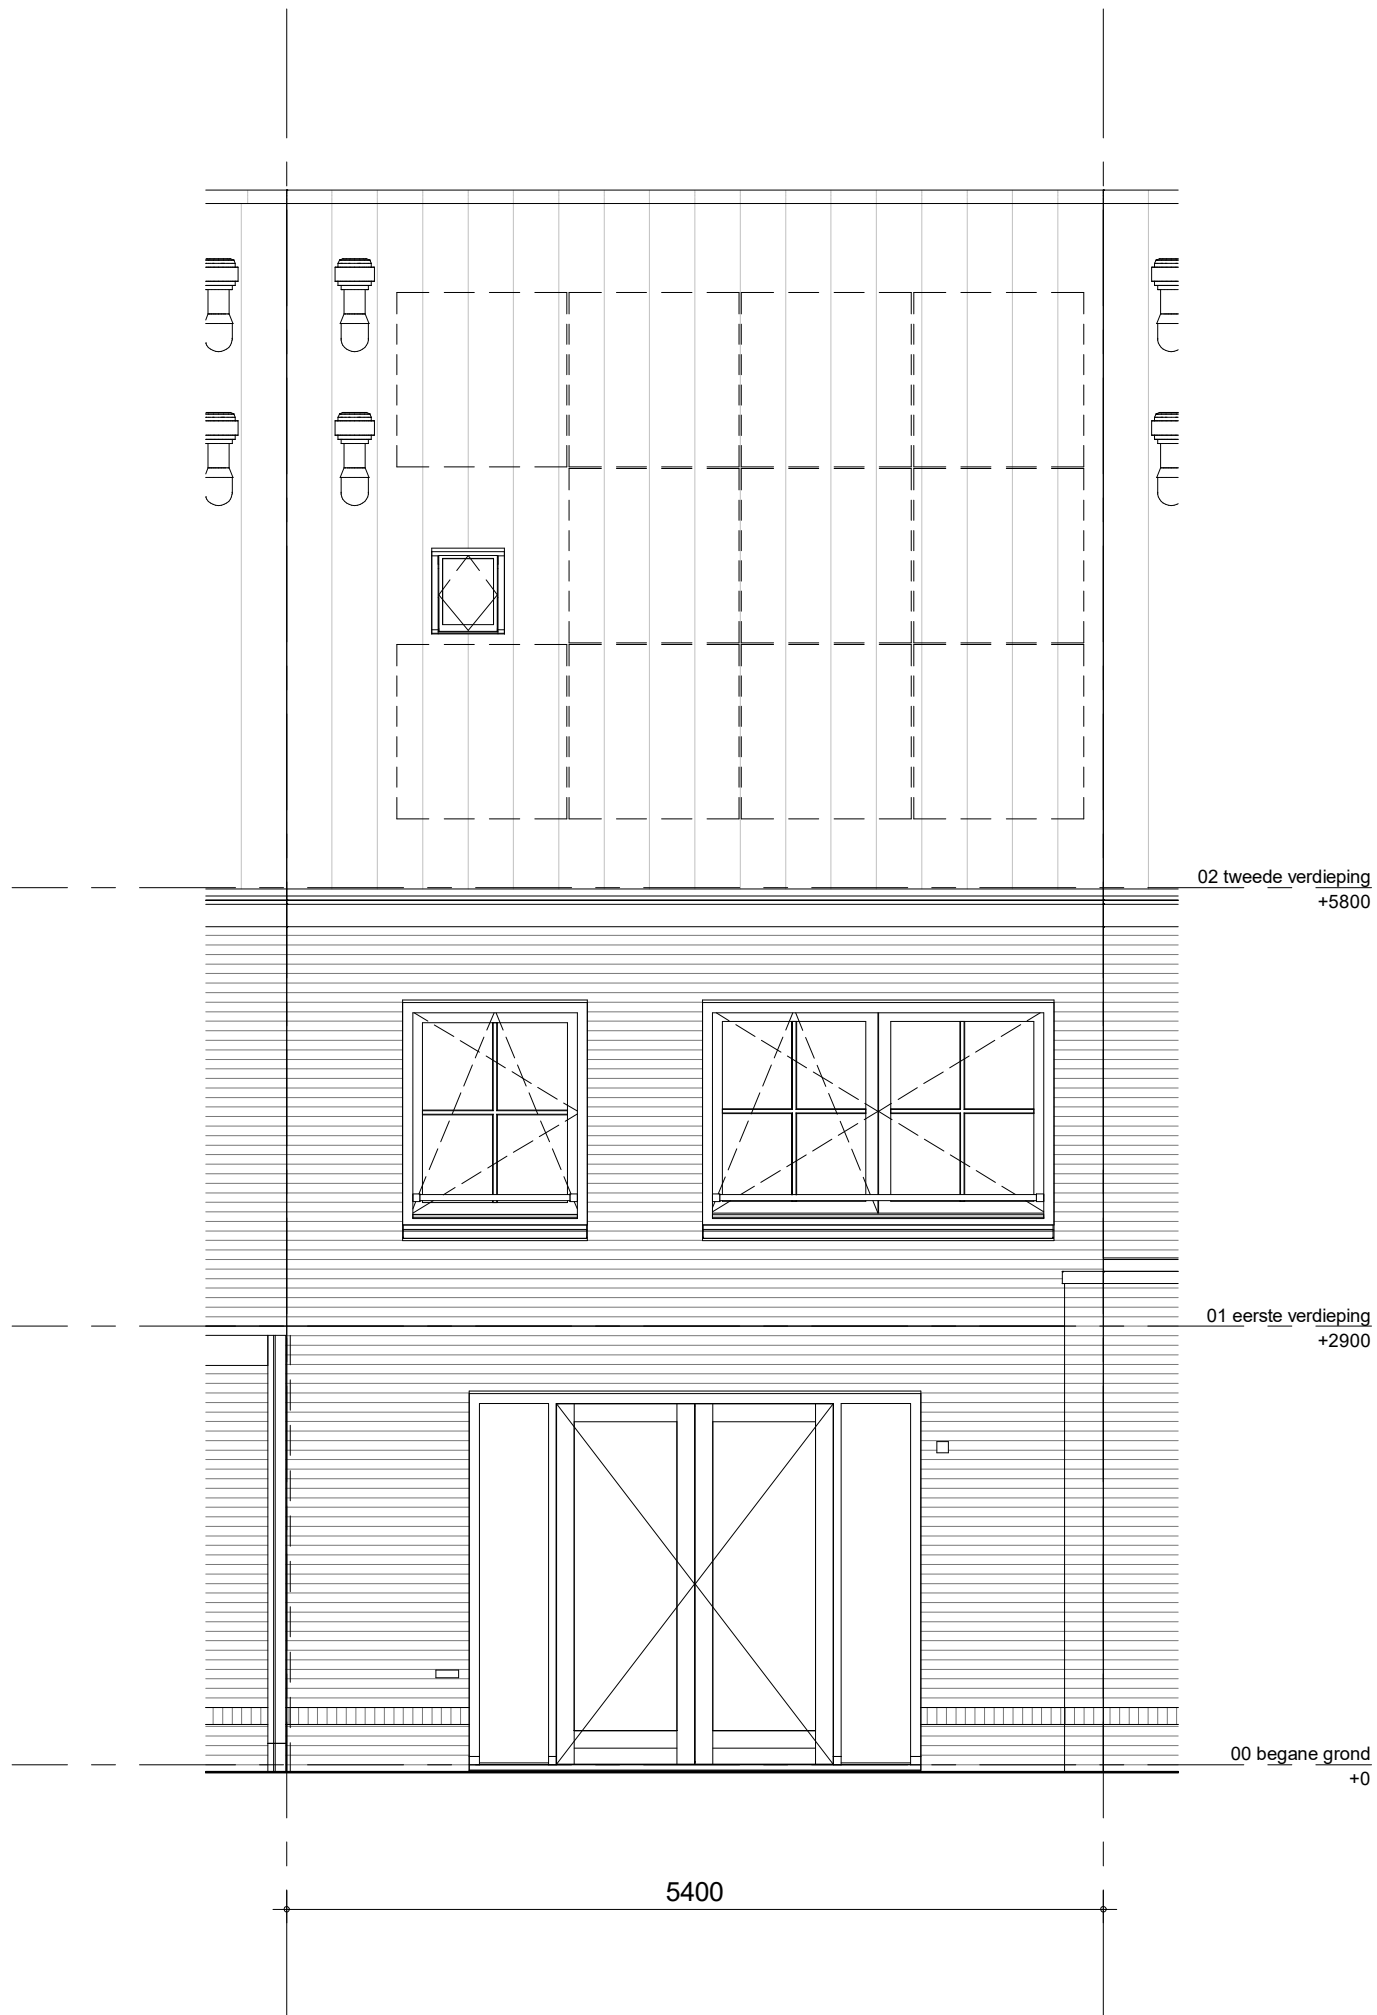 02 tweede verdieping
+5800
01 eerste verdieping
+2900
00 begane grond
+0
5400